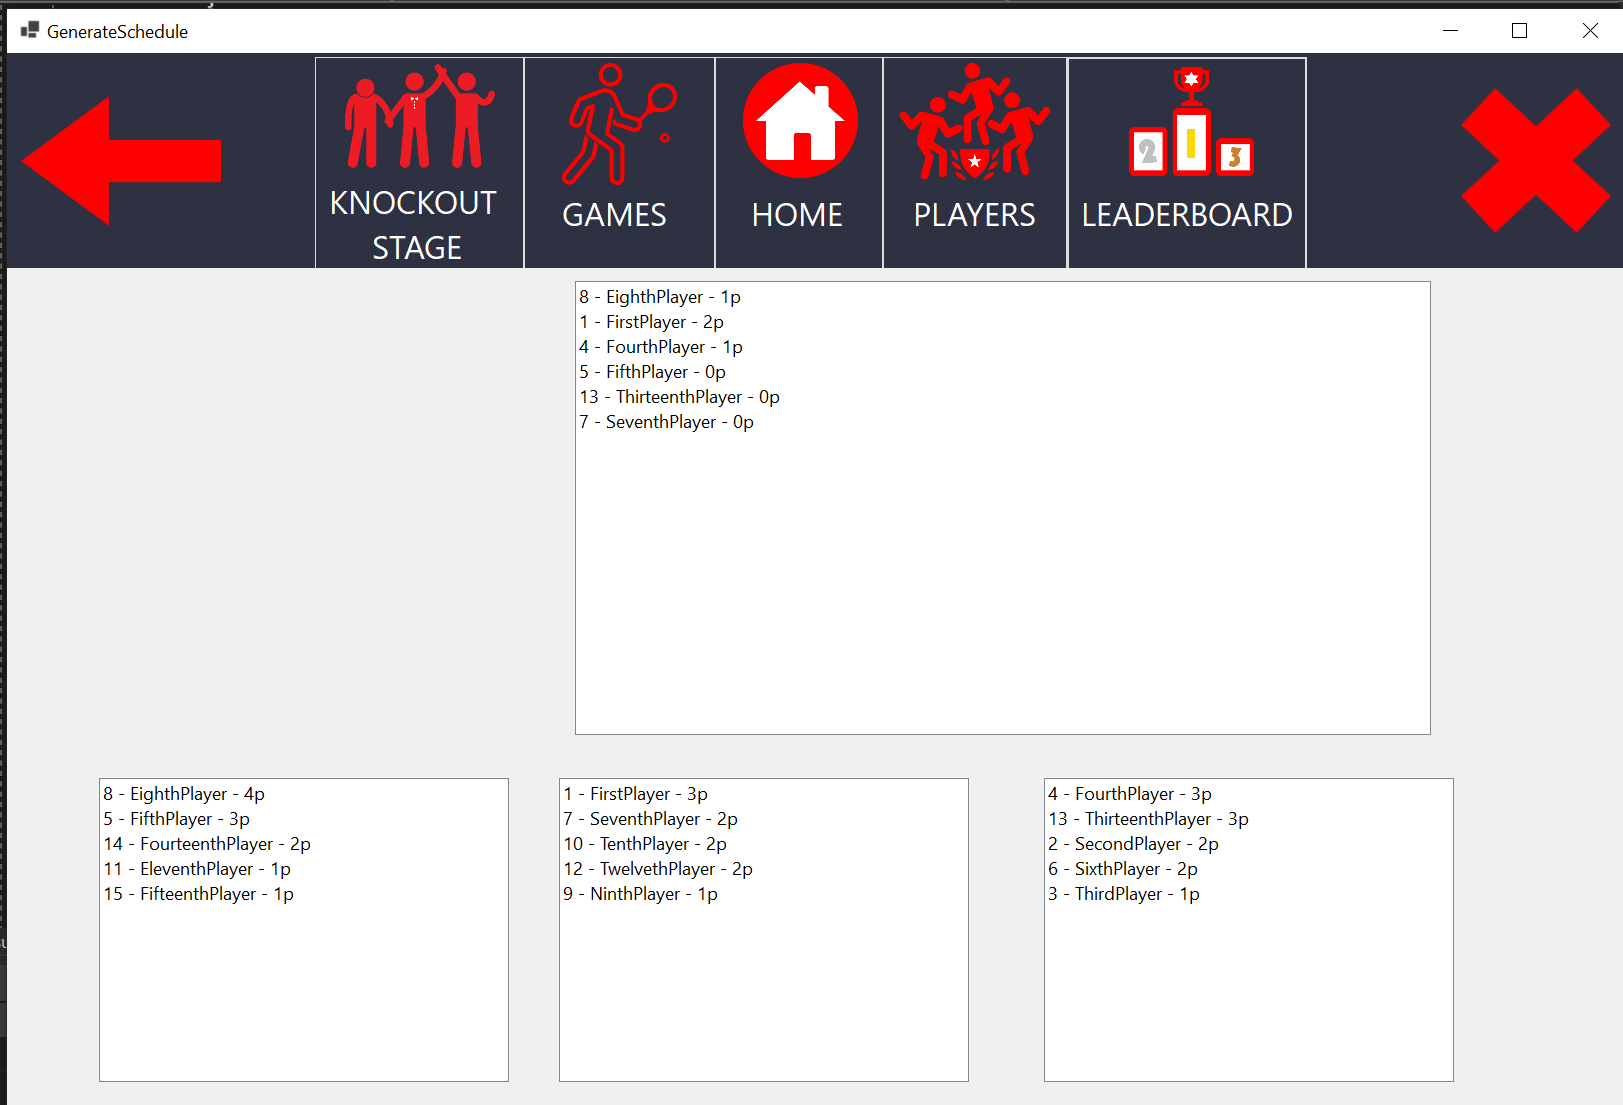 GenerateSchedule
KNOCKOUT
STAGE
GAMES
HOME
PLAYERS
2 1 3
LEADERBOARD
8 - EighthPlayer - 1p
1 - FirstPlayer - 2p
4 - FourthPlayer - 1p
5 - FifthPlayer - 0p
13 - ThirteenthPlayer - 0p
7 - SeventhPlayer - 0p
8 - EighthPlayer - 4p
5 - FifthPlayer - 3p
14 - FourteenthPlayer - 2p
11 - EleventhPlayer - 1p
15 - FifteenthPlayer - 1p
1 - FirstPlayer - 3p
7 - SeventhPlayer - 2p
10 - TenthPlayer - 2p
12 - TwelvethPlayer - 2p
9 - NinthPlayer - 1p
4 - FourthPlayer - 3p
13 - ThirteenthPlayer - 3p
2 - SecondPlayer - 2p
6 - SixthPlayer - 2p
3 - ThirdPlayer - 1p